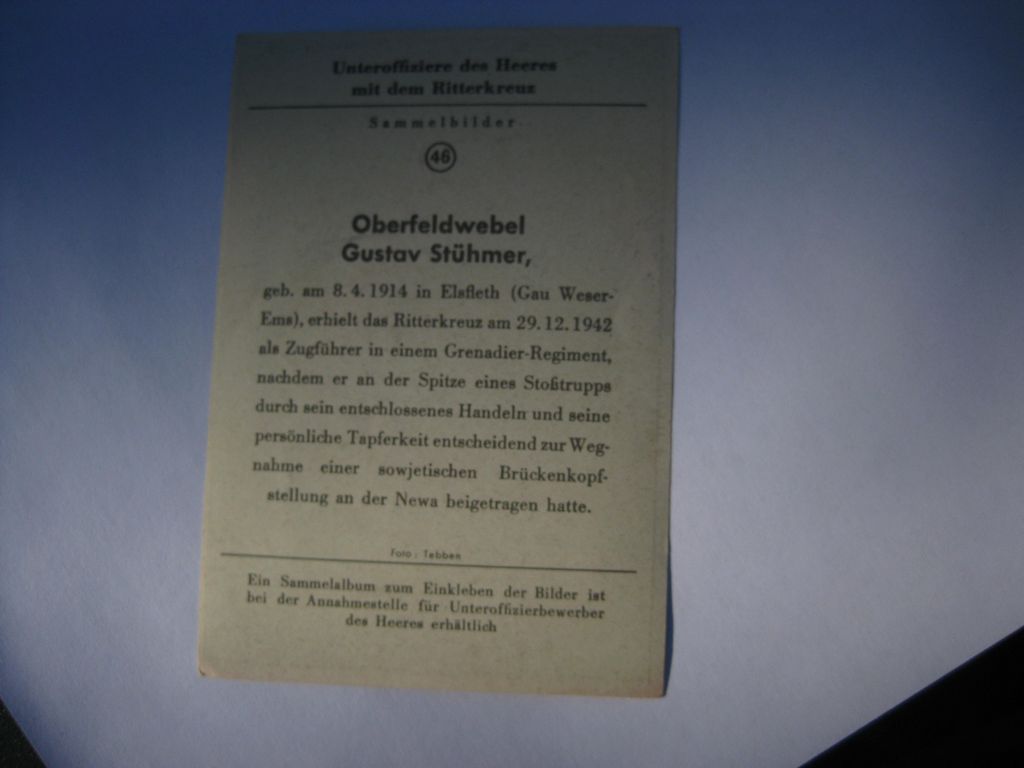 Unteroffiziere des Heeres
mit dem Ritterkreuz
Sammelbilder
46
Oberfeldwebel
Gustav Stühmer,
geb. am 8. 4. 1914 in Elsfleth (Gau Weser-
Ems), erhielt das Ritterkreuz am 29. 12. 1942
als Zugführer in einem Grenadier-Regiment,
nachdem er an der Spitze eines Stoßtrupps
durch sein entschlossenes Handeln und seine
persönliche Tapferkeit entscheidend zur Weg-
nahme einer sowjetischen Brückenkopf-
stellung an der Newa beigetragen hatte.
Foto: Tebben
Ein Sammelalbum zum Einkleben der Bilder ist
bei der Annahmestelle für Unteroffizierbewerber
des Heeres erhältlich